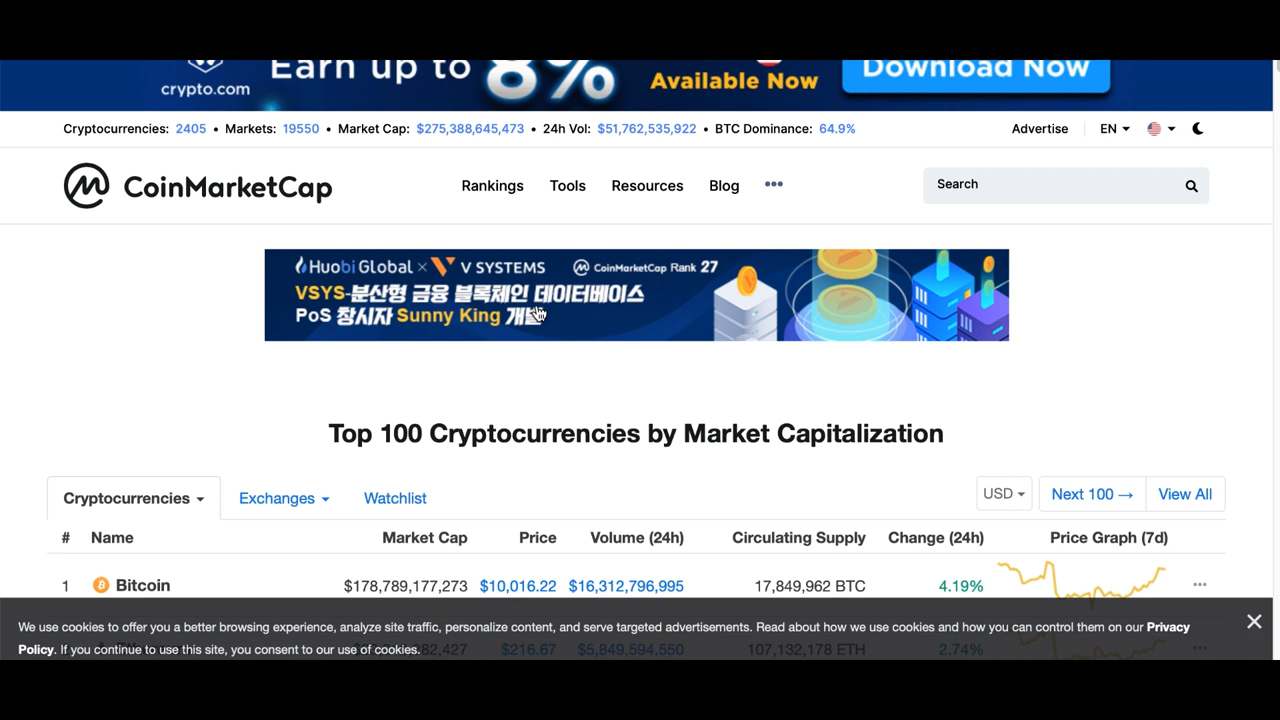 Earn up to 8% Available Now Download Now
crypto.com
Cryptocurrencies: 2405 • Markets: 19550 • Market Cap: $275,388,645,473 • 24h Vol: $51,762,535,922 • BTC Dominance: 64.9% Advertise EN
CoinMarketCap Rankings Tools Resources Blog ••• Search
Huobi Global × V SYSTEMS CoinMarketCap Rank 27
VSYS-분산형 금융 블록체인 데이터베이스
PoS 창시자 Sunny King 개발
Top 100 Cryptocurrencies by Market Capitalization
Cryptocurrencies Exchanges Watchlist USD Next 100 → View All
# Name Market Cap Price Volume (24h) Circulating Supply Change (24h) Price Graph (7d)
1 Bitcoin $178,789,177,273 $10,016.22 $16,312,796,995 17,849,962 BTC 4.19%
We use cookies to offer you a better browsing experience, analyze site traffic, personalize content, and serve targeted advertisements. Read about how we use cookies and how you can control them on our Privacy
Policy. If you continue to use this site, you consent to our use of cookies.
$216.67 $5,849,594,550 107,132,178 ETH 2.74%